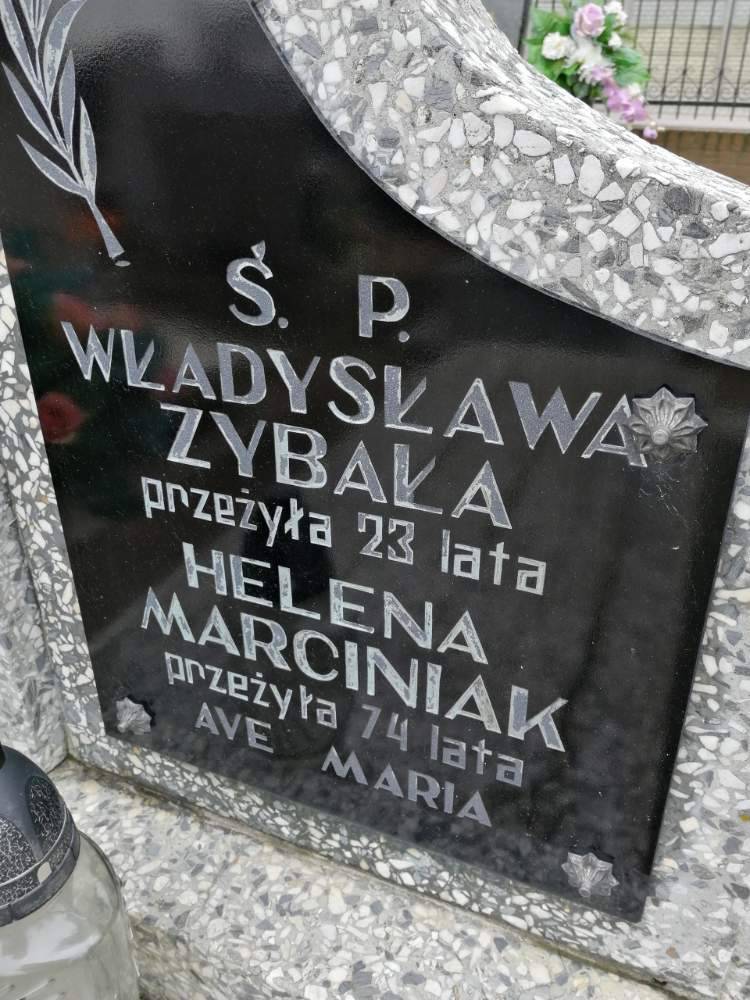 Ś. P.
WŁADYSŁAWA
ZYBAŁA
przeżyła 23 lata
HELENA
MARCINIAK
przeżyła 74 lata
AVE MARIA